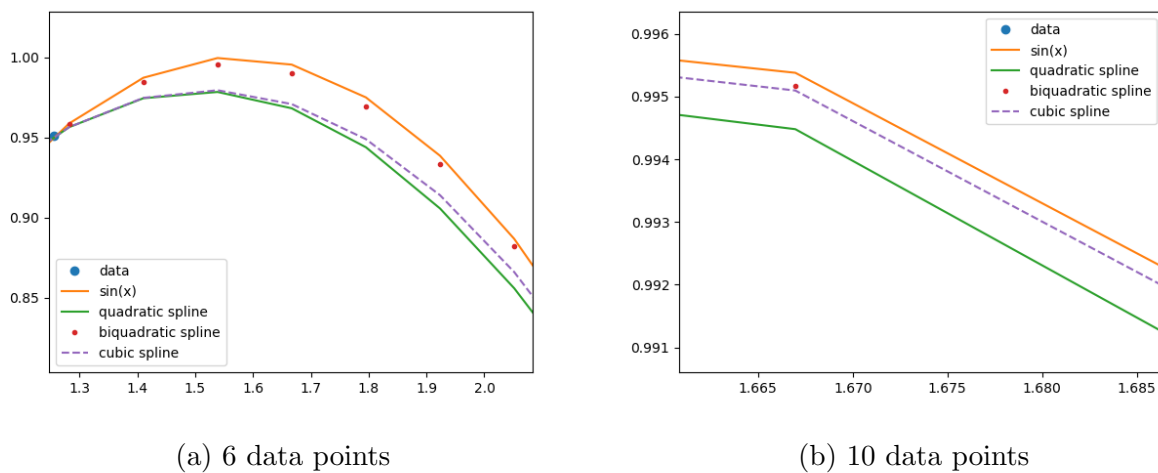 1.00
0.95
0.90
0.85
1.3 1.4 1.5 1.6 1.7 1.8 1.9 2.0
data
sin(x)
quadratic spline
biquadratic spline
cubic spline
(a) 6 data points
0.996
0.995
0.994
0.993
0.992
0.991
1.665 1.670 1.675 1.680 1.685
data
sin(x)
quadratic spline
biquadratic spline
cubic spline
(b) 10 data points